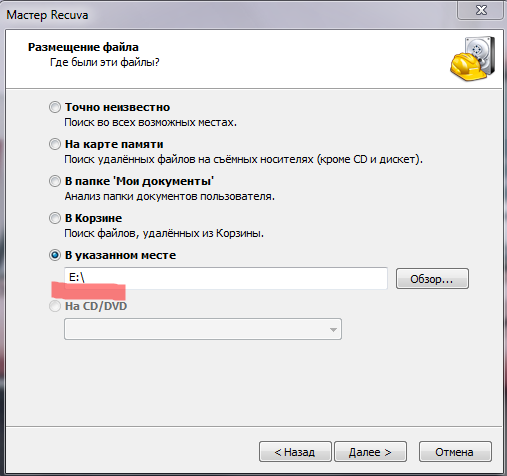 Мастер Recuva
Размещение файла
Где были эти файлы?
Точно неизвестно
Поиск во всех возможных местах.
На карте памяти
Поиск удалённых файлов на съёмных носителях (кроме CD и дискет).
В папке 'Мои документы'
Анализ папки документов пользователя.
В Корзине
Поиск файлов, удалённых из Корзины.
В указанном месте
E:\
Обзор...
На CD/DVD
< Назад
Далее >
Отмена